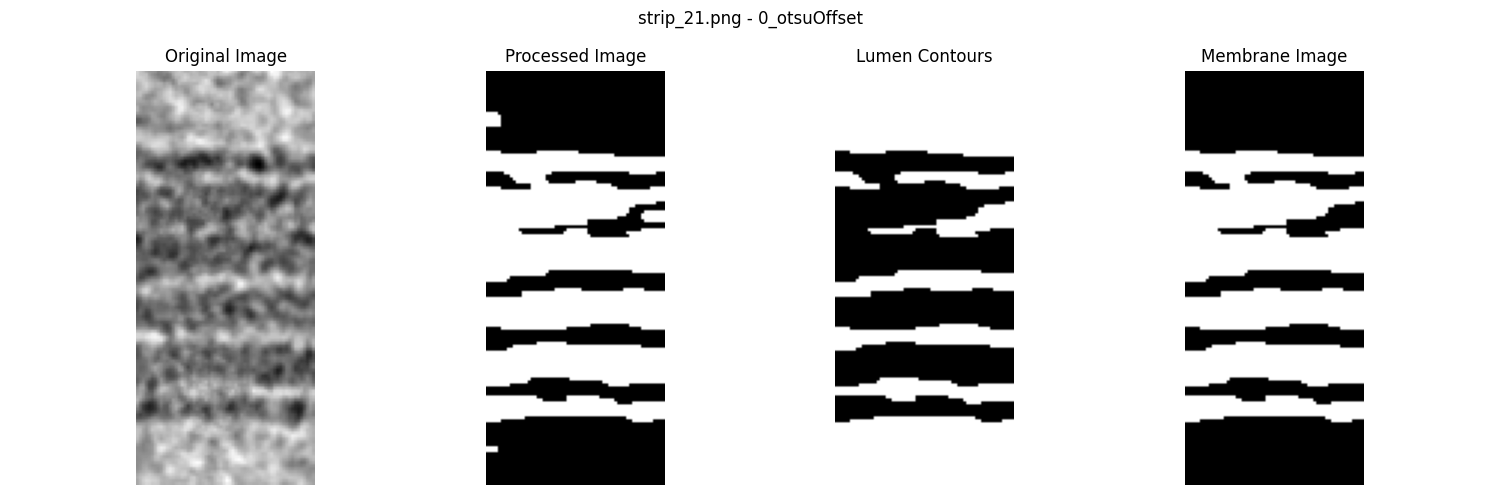 strip_21.png - 0_otsuOffset
Original Image
Processed Image
Lumen Contours
Membrane Image